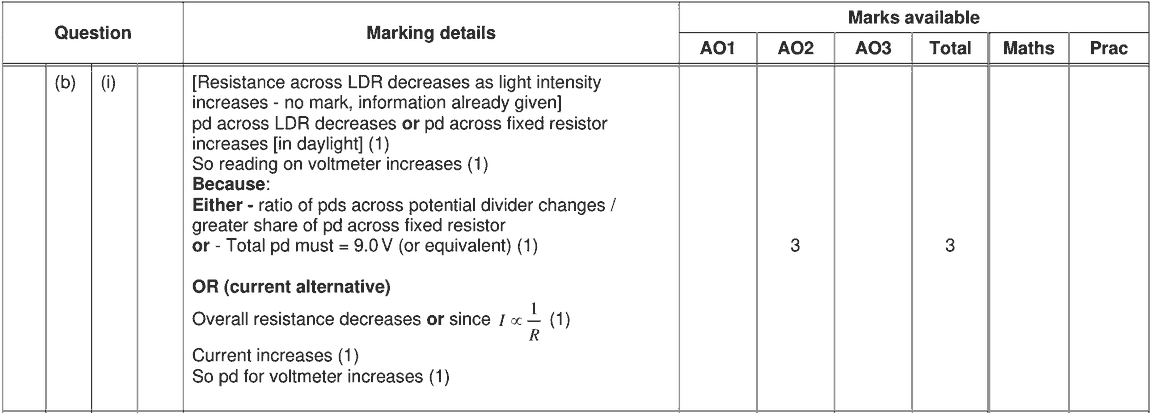 Question
Marking details
Marks available
AO1 AO2 AO3 Total Maths Prac
(b) (i) [Resistance across LDR decreases as light intensity
increases - no mark, information already given]
pd across LDR decreases or pd across fixed resistor
increases [in daylight] (1)
So reading on voltmeter increases (1)
Because:
Either - ratio of pds across potential divider changes /
greater share of pd across fixed resistor
or - Total pd must = 9.0 V (or equivalent) (1) 3 3
OR (current alternative)
Overall resistance decreases or since I ∝ 1/R (1)
Current increases (1)
So pd for voltmeter increases (1)